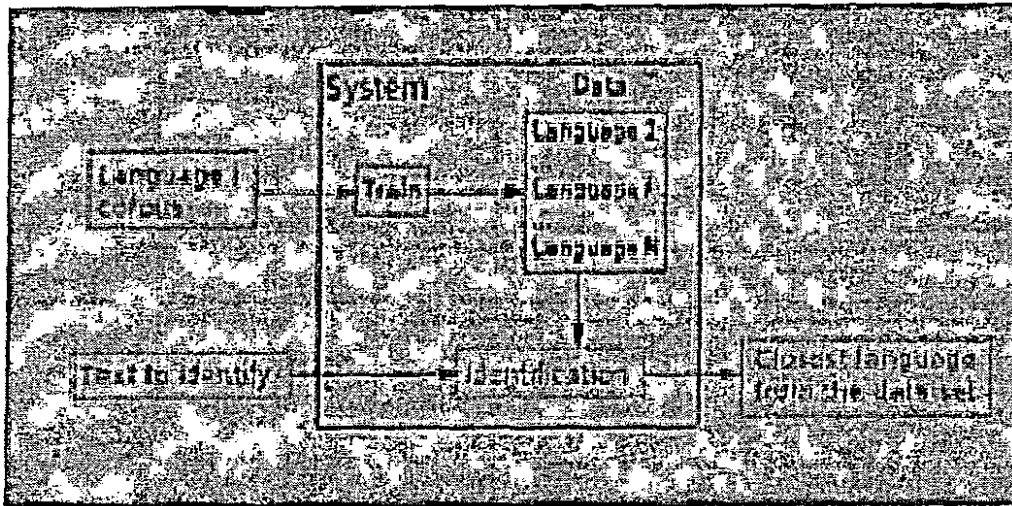 System
Data
Language 1
Language i
corpus
Train
Language i
...
Language N
Text to identify
Identification
Closest language
from the data set